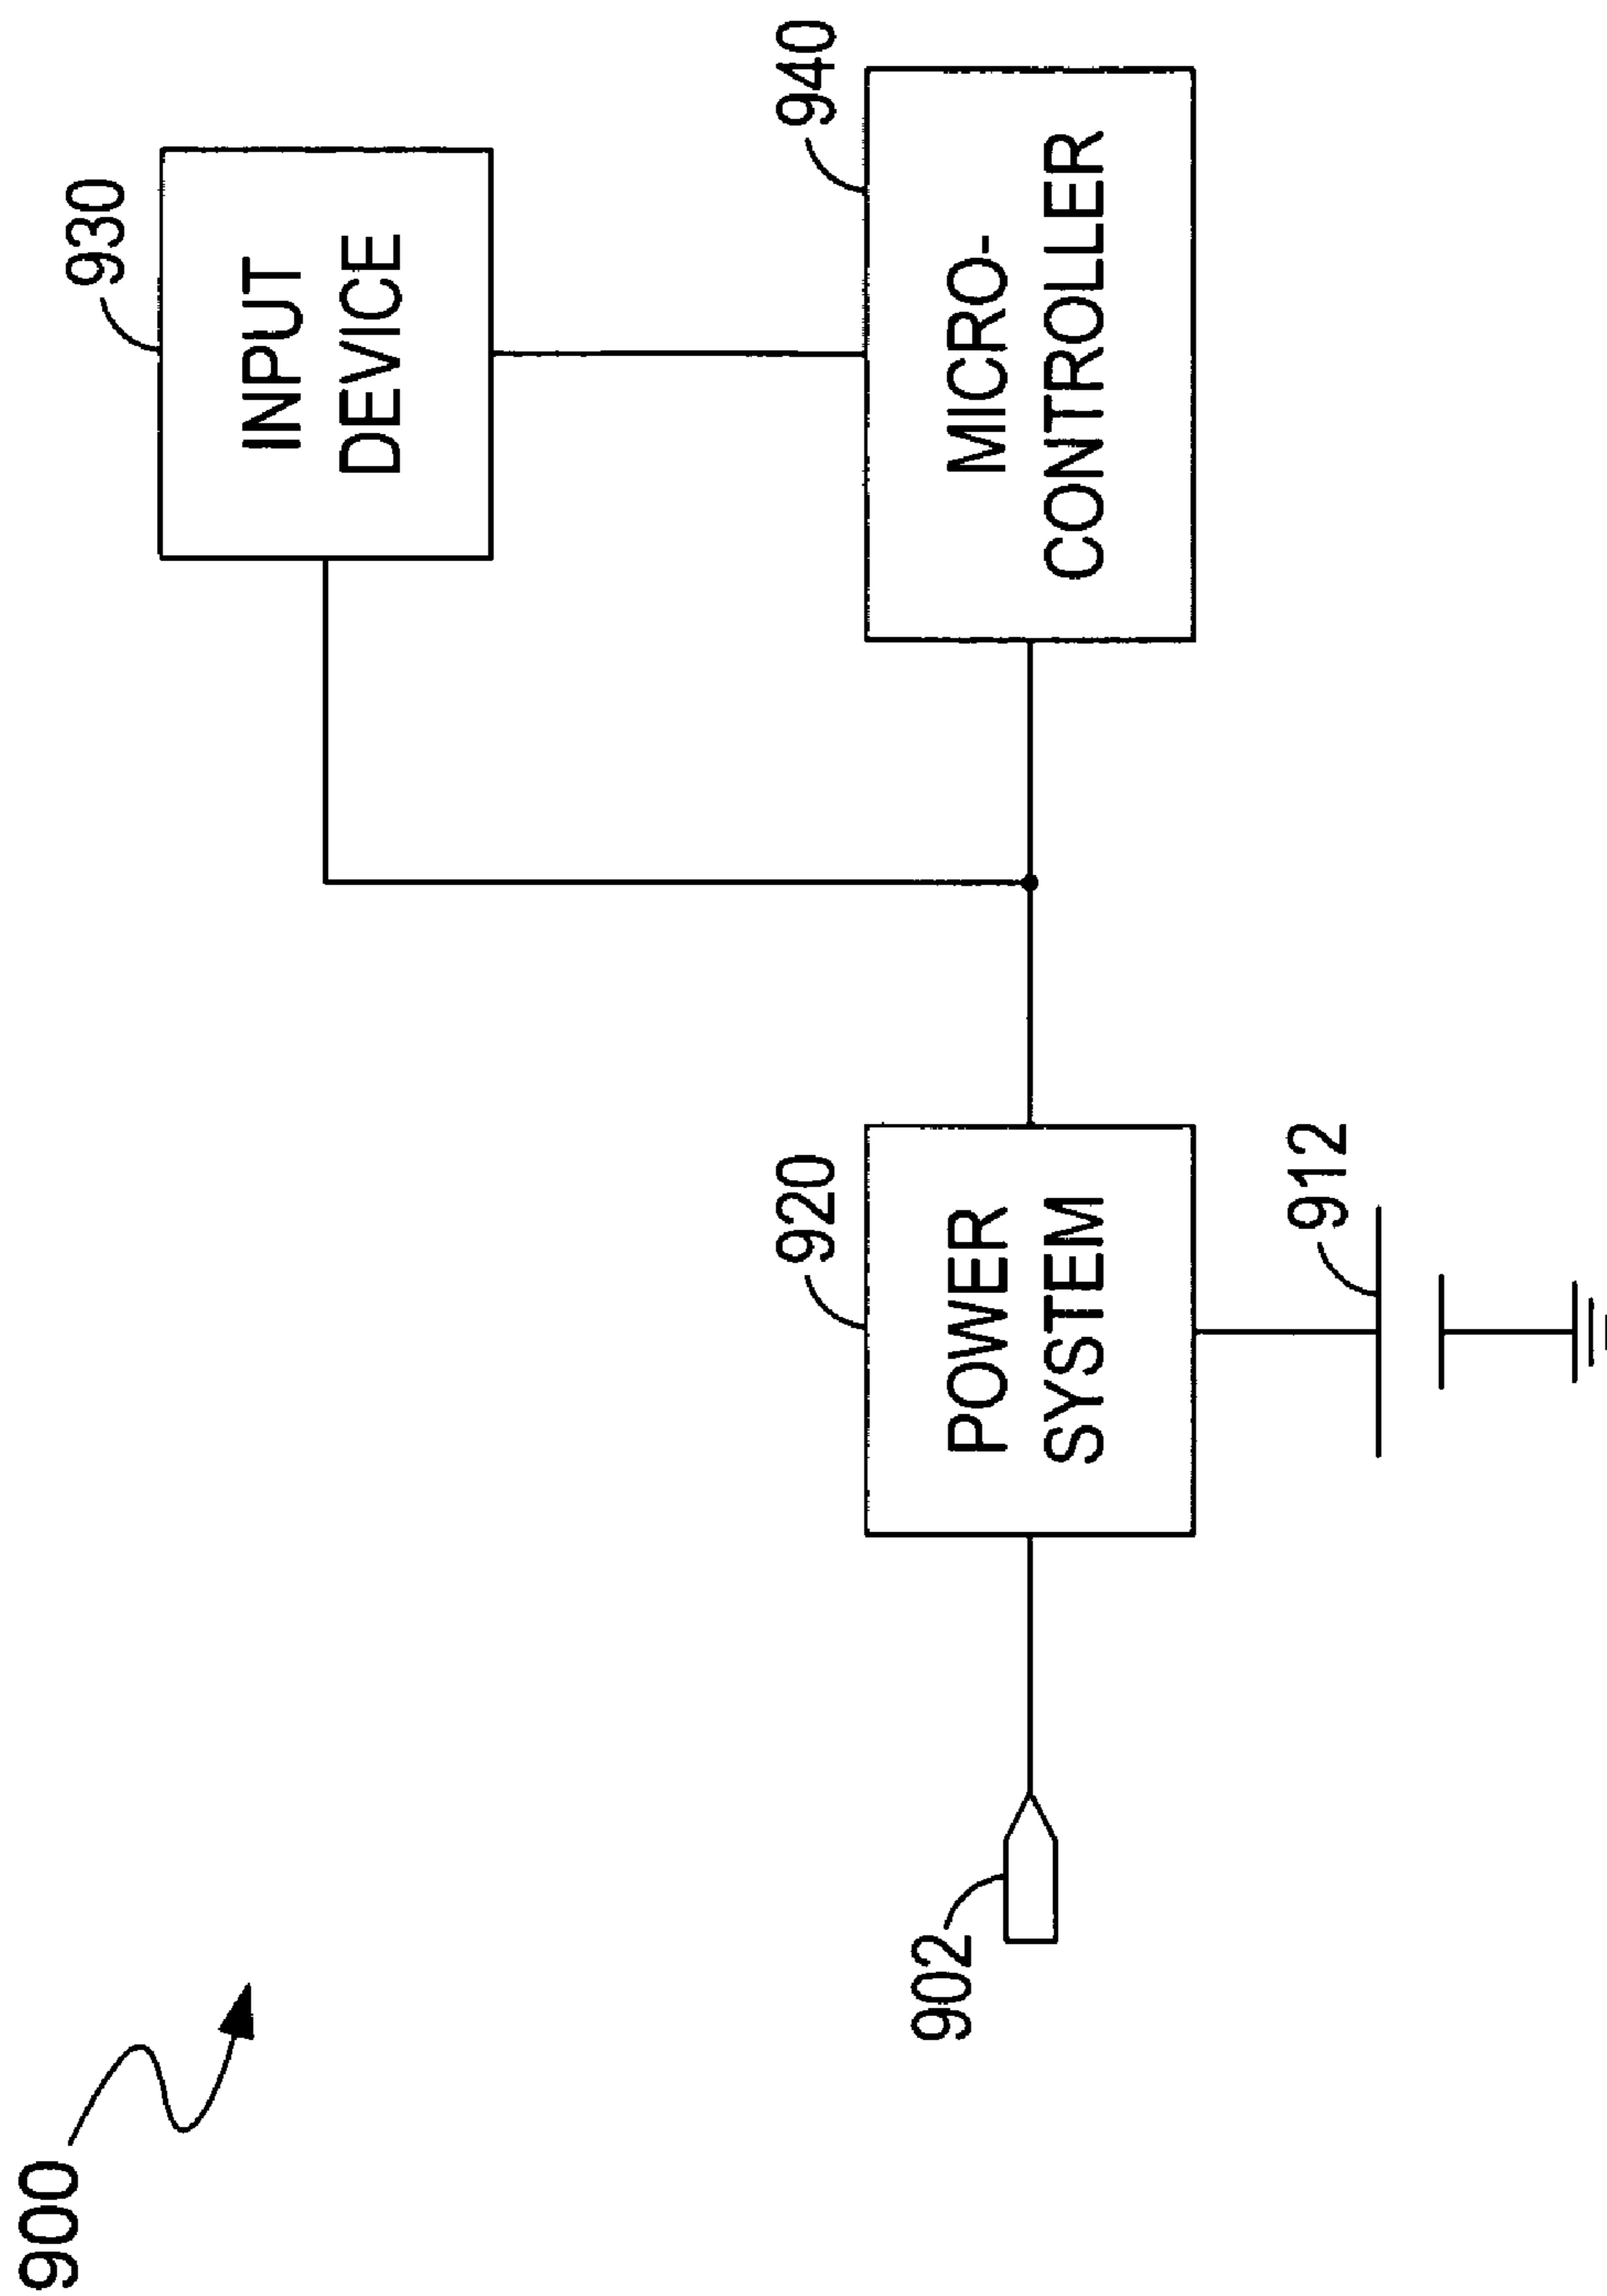 930
INPUT
DEVICE
940
MICRO-
CONTROLLER
920
POWER
SYSTEM
912
902
900